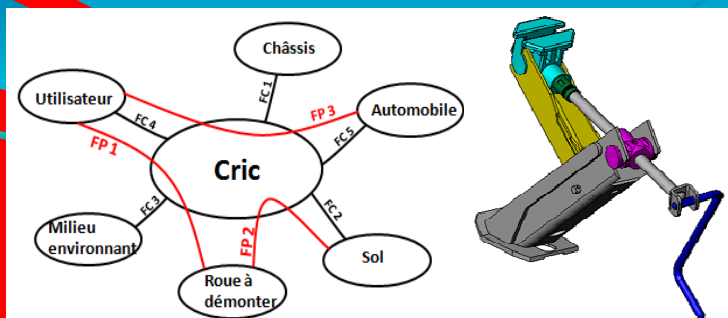 Châssis
Utilisateur
Automobile
FC 1
FC 4
FP 3
FC 5
FP 1
Cric
FC 3
FP 2
FC 2
Milieu
environnant
Sol
Roue à
démonter